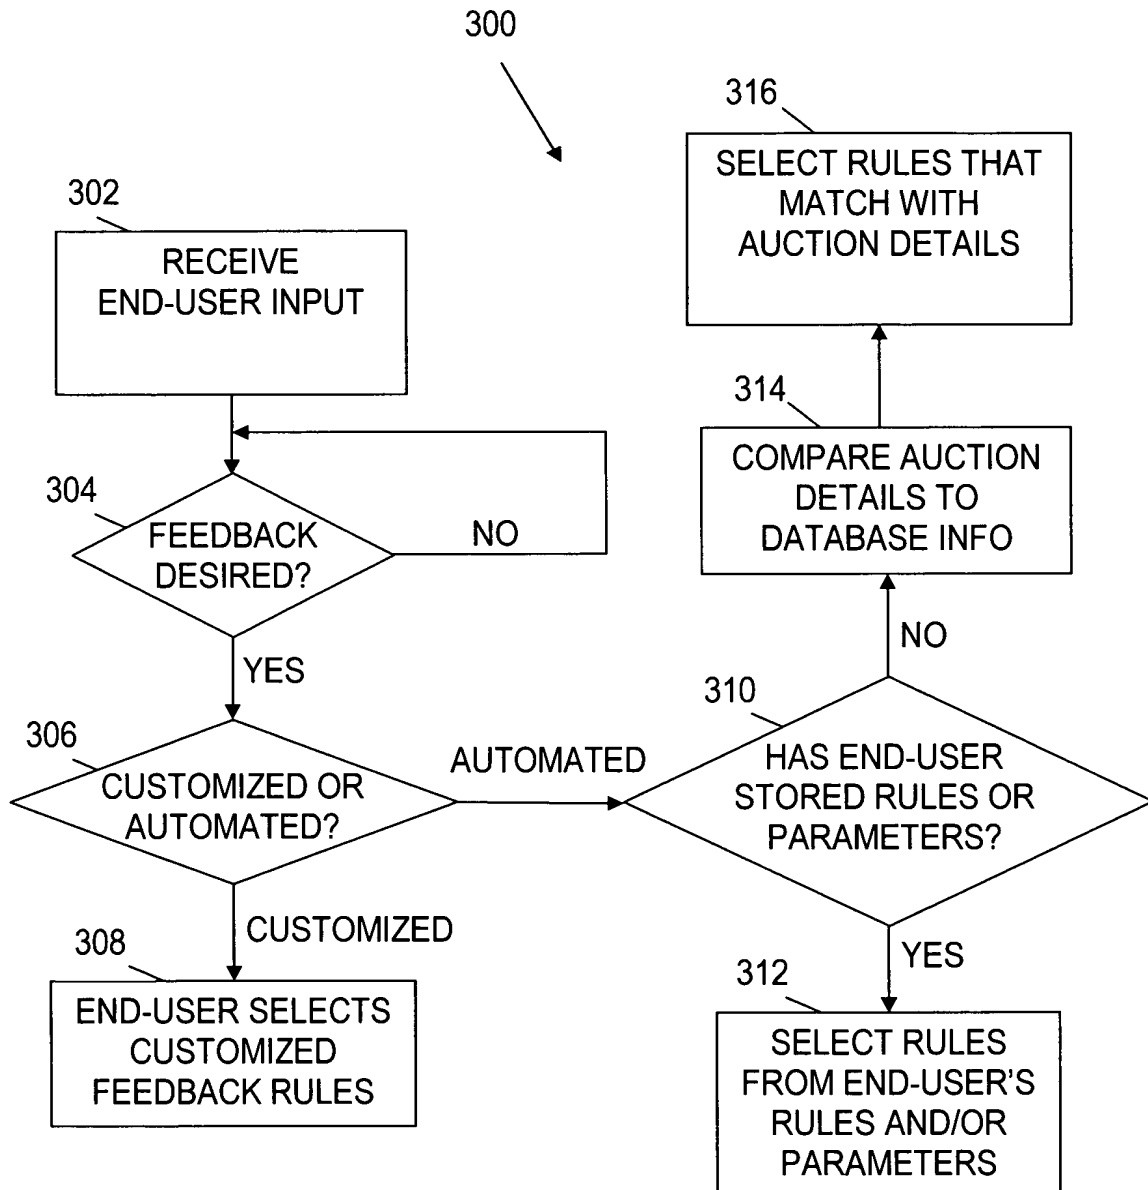 300
302
RECEIVE
END-USER INPUT
304
FEEDBACK
DESIRED?
NO
YES
306
CUSTOMIZED OR
AUTOMATED?
AUTOMATED
CUSTOMIZED
308
END-USER SELECTS
CUSTOMIZED
FEEDBACK RULES
316
SELECT RULES THAT
MATCH WITH
AUCTION DETAILS
314
COMPARE AUCTION
DETAILS TO
DATABASE INFO
NO
310
HAS END-USER
STORED RULES OR
PARAMETERS?
YES
312
SELECT RULES
FROM END-USER'S
RULES AND/OR
PARAMETERS